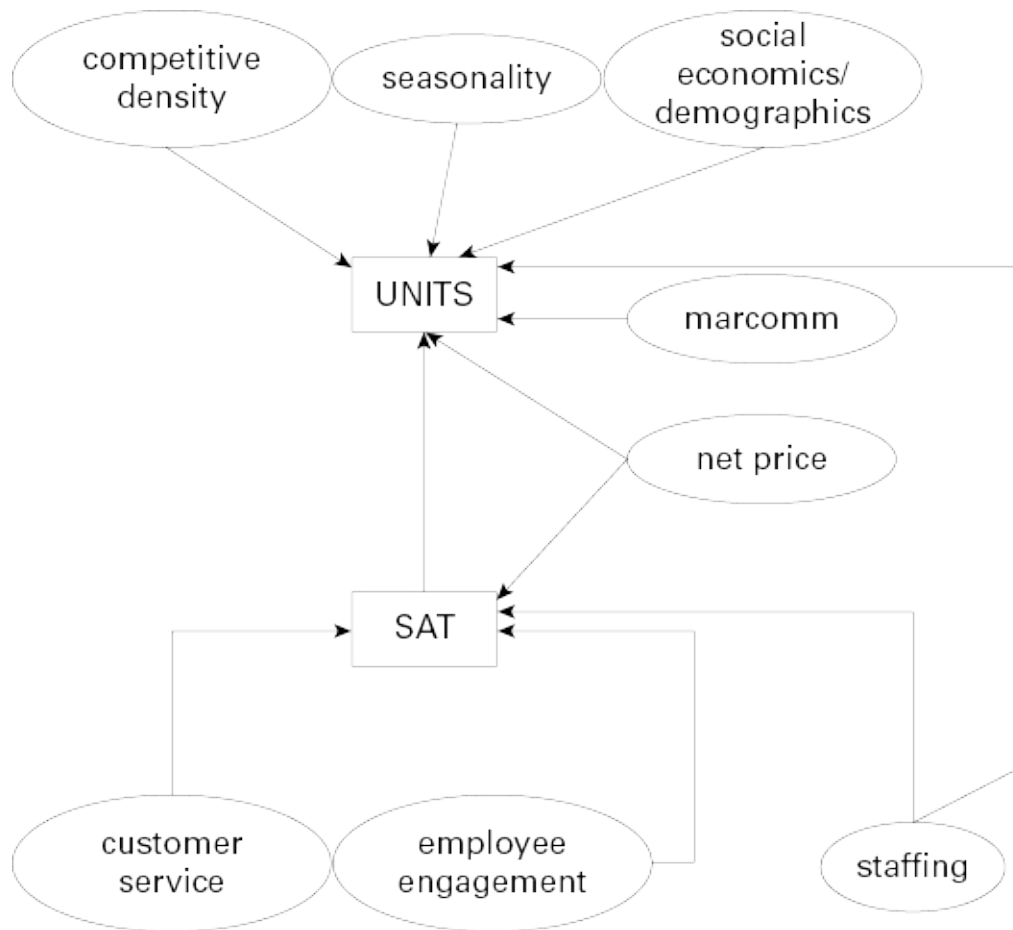 competitive
density
seasonality
social
economics/
demographics
UNITS
marcomm
net price
SAT
customer
service
employee
engagement
staffing